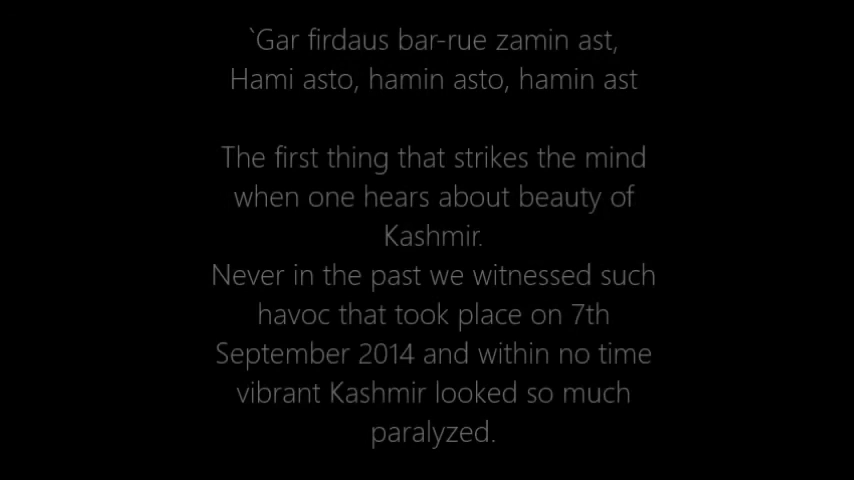 `Gar firdaus bar-rue zamin ast,
Hami asto, hamin asto, hamin ast
The first thing that strikes the mind
when one hears about beauty of
Kashmir.
Never in the past we witnessed such
havoc that took place on 7th
September 2014 and within no time
vibrant Kashmir looked so much
paralyzed.